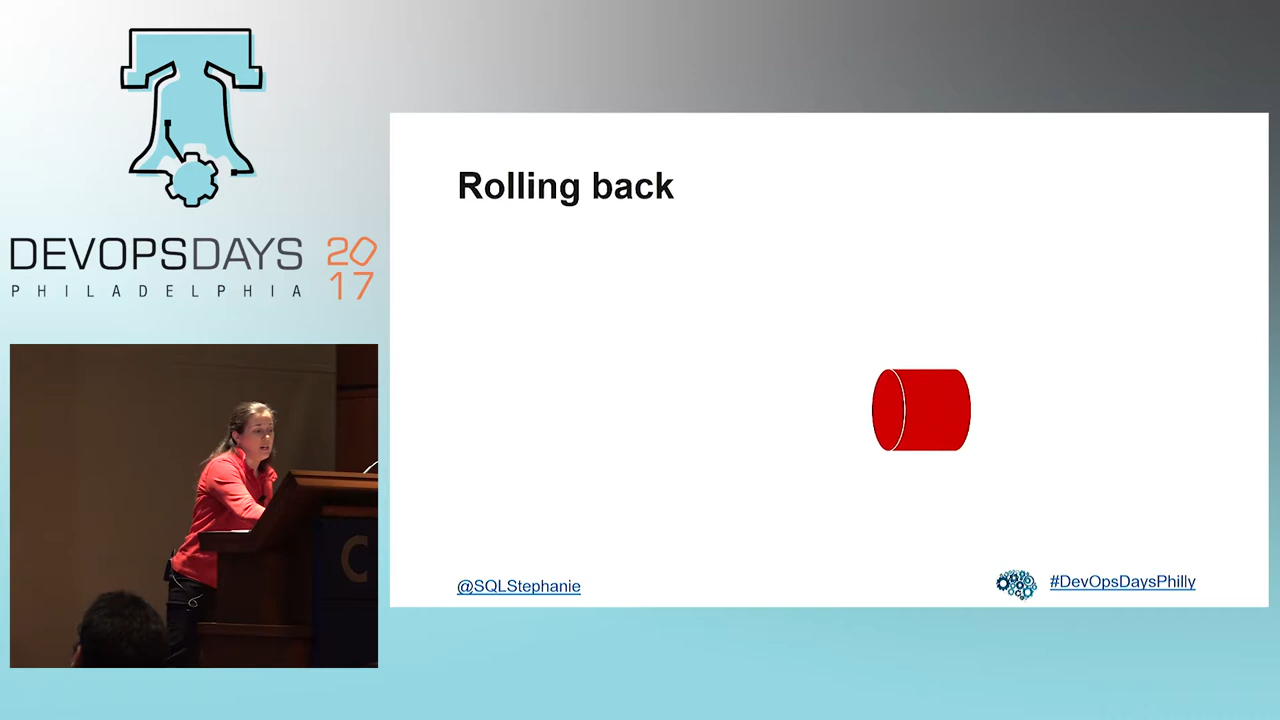 DEVOPSDAYS 2017
PHILADELPHIA
Rolling back
C
@SQLStephanie
#DevOpsDaysPhilly